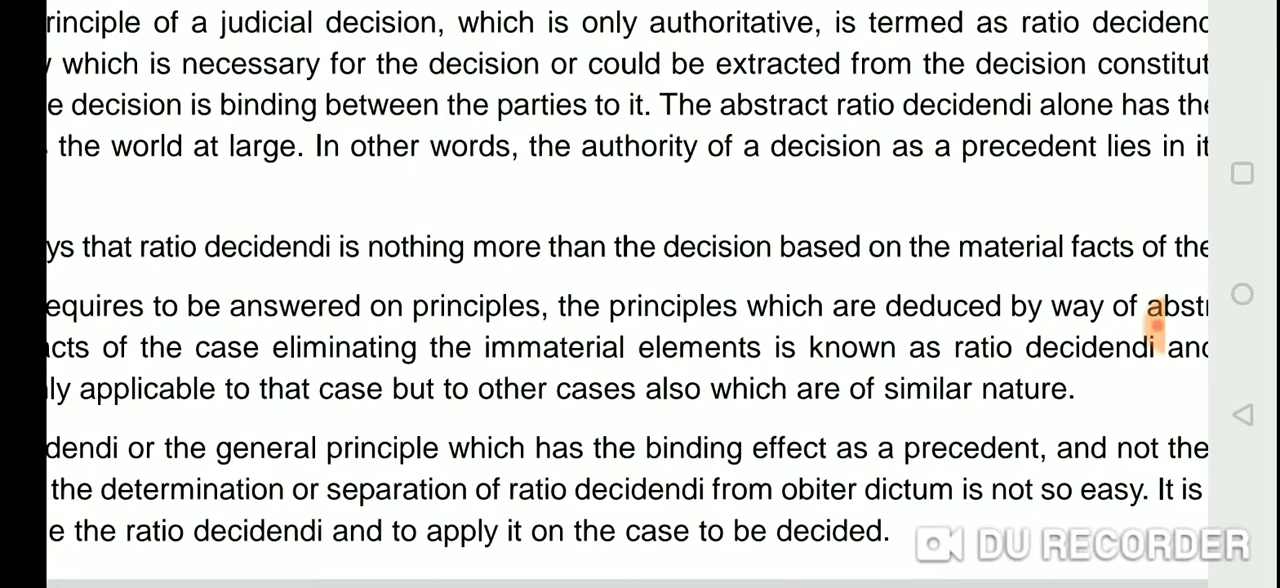 rinciple of a judicial decision, which is only authoritative, is termed as ratio decidenc
which is necessary for the decision or could be extracted from the decision constitut
e decision is binding between the parties to it. The abstract ratio decidendi alone has the
the world at large. In other words, the authority of a decision as a precedent lies in it
ys that ratio decidendi is nothing more than the decision based on the material facts of the
equires to be answered on principles, the principles which are deduced by way of abst
acts of the case eliminating the immaterial elements is known as ratio decidendi and
ly applicable to that case but to other cases also which are of similar nature.
dendi or the general principle which has the binding effect as a precedent, and not the
the determination or separation of ratio decidendi from obiter dictum is not so easy. It is
e the ratio decidendi and to apply it on the case to be decided.
DU RECORDER